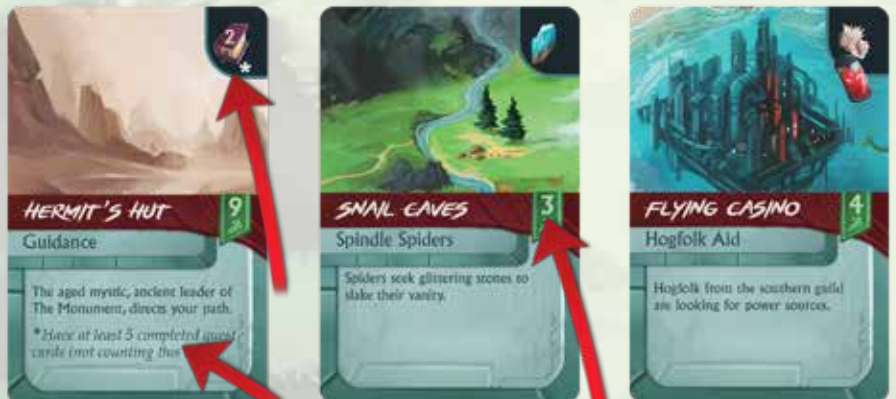 2
*
HERMIT'S HUT
9
Guidance
The aged mystic, ancient leader of
The Monument, directs your path.
*Have at least 5 completed quest
cards (not counting this
SNAIL CAVES
3
Spindle Spiders
Spiders seek glittering stones to
slake their vanity.
FLYING CASINO
4
Hogfolk Aid
Hogfolk from the southern guild
are looking for power sources.